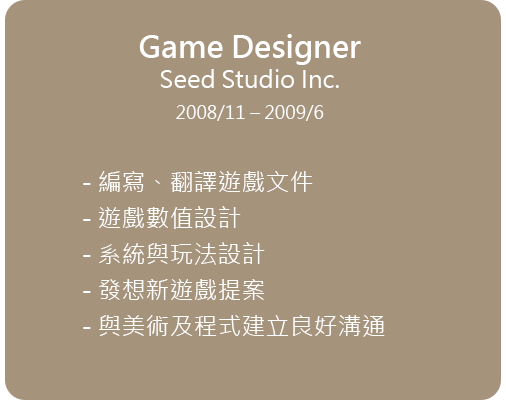 Game Designer
Seed Studio Inc.
2008/11 – 2009/6
- 編寫、翻譯遊戲文件
- 遊戲數值設計
- 系統與玩法設計
- 發想新遊戲提案
- 與美術及程式建立良好溝通